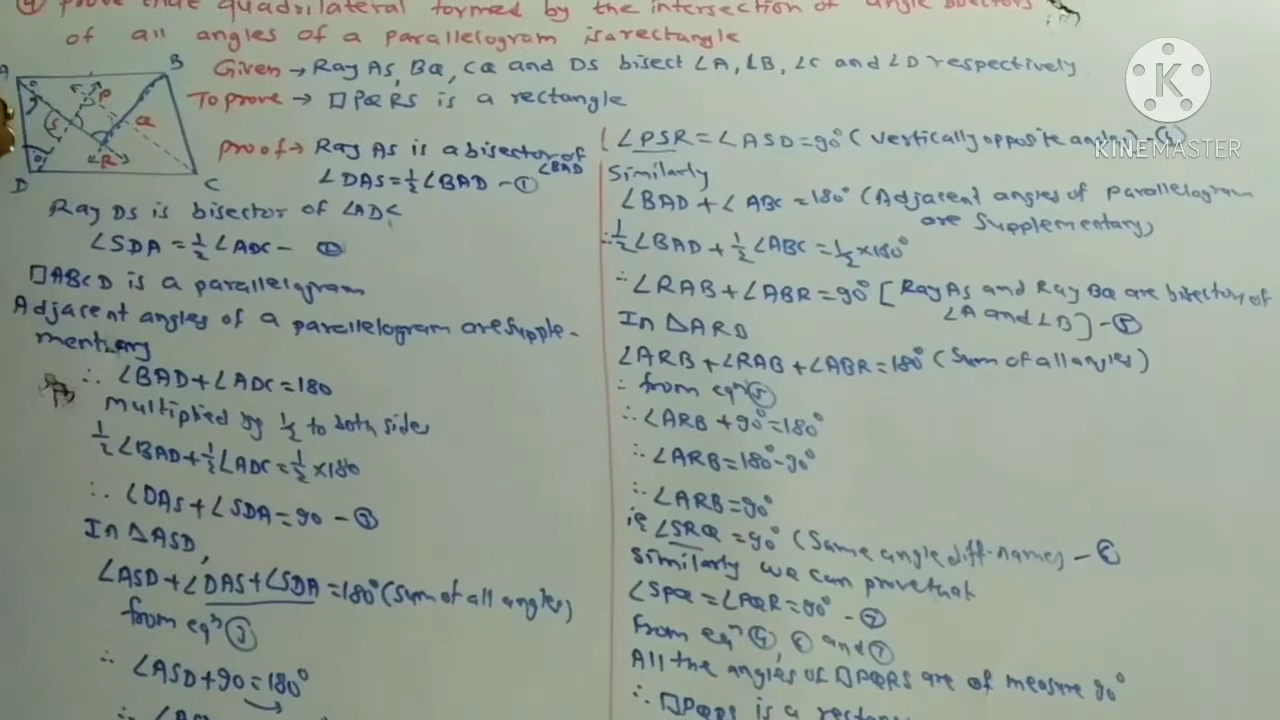 prove that quadrilateral formed by the intersection of angle bisectors
of all angles of a parallelogram is a rectangle
Given → Ray AS, BQ, CQ and DS bisect ∠A, ∠B, ∠C and ∠D respectively
To prove → □PQRS is a rectangle
A
B
P
S
Q
R
D
C
proof → Ray AS is a bisector of
∠BAD
∠DAS = 1/2 ∠BAD - ①
Ray DS is bisector of ∠ADC
∠SDA = 1/2 ∠ADC -
□ABCD is a parallelogram
Adjacent angles of a parallelogram are supple-
mentary
∴ ∠BAD + ∠ADC = 180
multiplied by 1/2 to both sides
1/2 ∠BAD + 1/2 ∠ADC = 1/2 × 180
∴ ∠DAS + ∠SDA = 90 - ③
In △ASD,
∠ASD + ∠DAS + ∠SDA = 180° (Sum of all angles)
from eqn ③
∴ ∠ASD + 90 = 180°
∠PSR = ∠ASD = 90° (vertically opposite angles) - ④
Similarly
∠BAD + ∠ABC = 180° (Adjacent angles of parallelogram
are supplementary)
∴ 1/2 ∠BAD + 1/2 ∠ABC = 1/2 × 180°
∴ ∠RAB + ∠ABR = 90° [Ray AS and Ray BQ are bisector of
∠A and ∠B] - ⑤
In △ARB
∠ARB + ∠RAB + ∠ABR = 180° (Sum of all angles)
∴ from eqn ⑤
∴ ∠ARB + 90° = 180°
∴ ∠ARB = 180° - 90°
∴ ∠ARB = 90°
ie ∠SRQ = 90° (Same angle diff. names - ⑥
similarly we can prove that
∠SPQ = ∠PQR = 90° - ⑦
From eqn ④, ⑥ and ⑦
All the angles of □PQRS are of measure 90°
∴ □PQRS is a
K
KINEMASTER